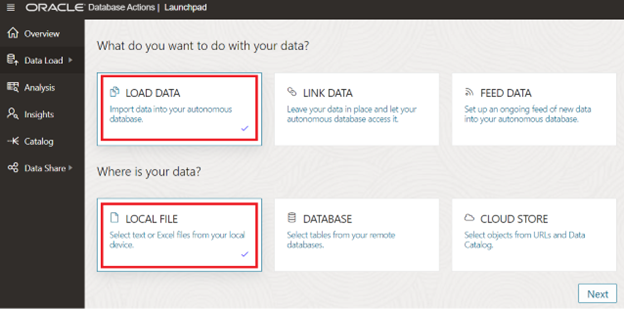 ORACLE Database Actions | Launchpad
Overview
Data Load
Analysis
Insights
Catalog
Data Share
What do you want to do with your data?
LOAD DATA
Import data into your autonomous
database.
LINK DATA
Leave your data in place and let your
autonomous database access it.
FEED DATA
Set up an ongoing feed of new data
into your autonomous database.
Where is your data?
LOCAL FILE
Select text or Excel files from your local
device.
DATABASE
Select tables from your remote
databases.
CLOUD STORE
Select objects from URLs and Data
Catalog.
Next